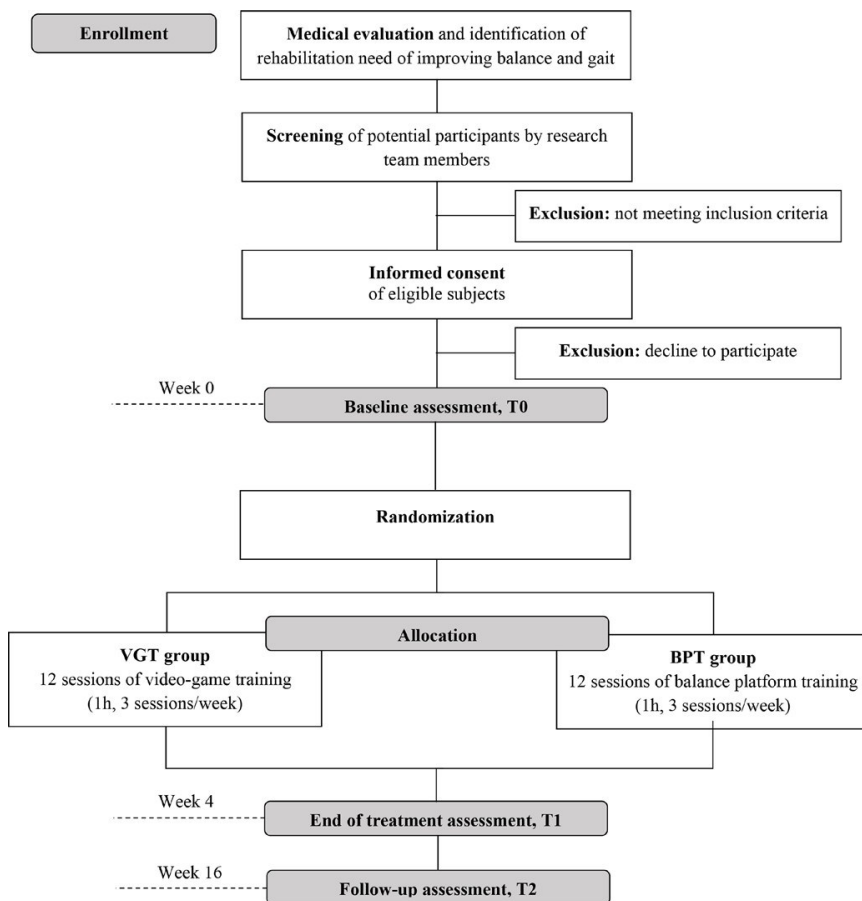 Enrollment
Medical evaluation and identification of
rehabilitation need of improving balance and gait
Screening of potential participants by research
team members
Exclusion: not meeting inclusion criteria
Informed consent
of eligible subjects
Exclusion: decline to participate
Week 0
Baseline assessment, T0
Randomization
Allocation
VGT group
12 sessions of video-game training
(1h, 3 sessions/week)
BPT group
12 sessions of balance platform training
(1h, 3 sessions/week)
Week 4
End of treatment assessment, T1
Week 16
Follow-up assessment, T2